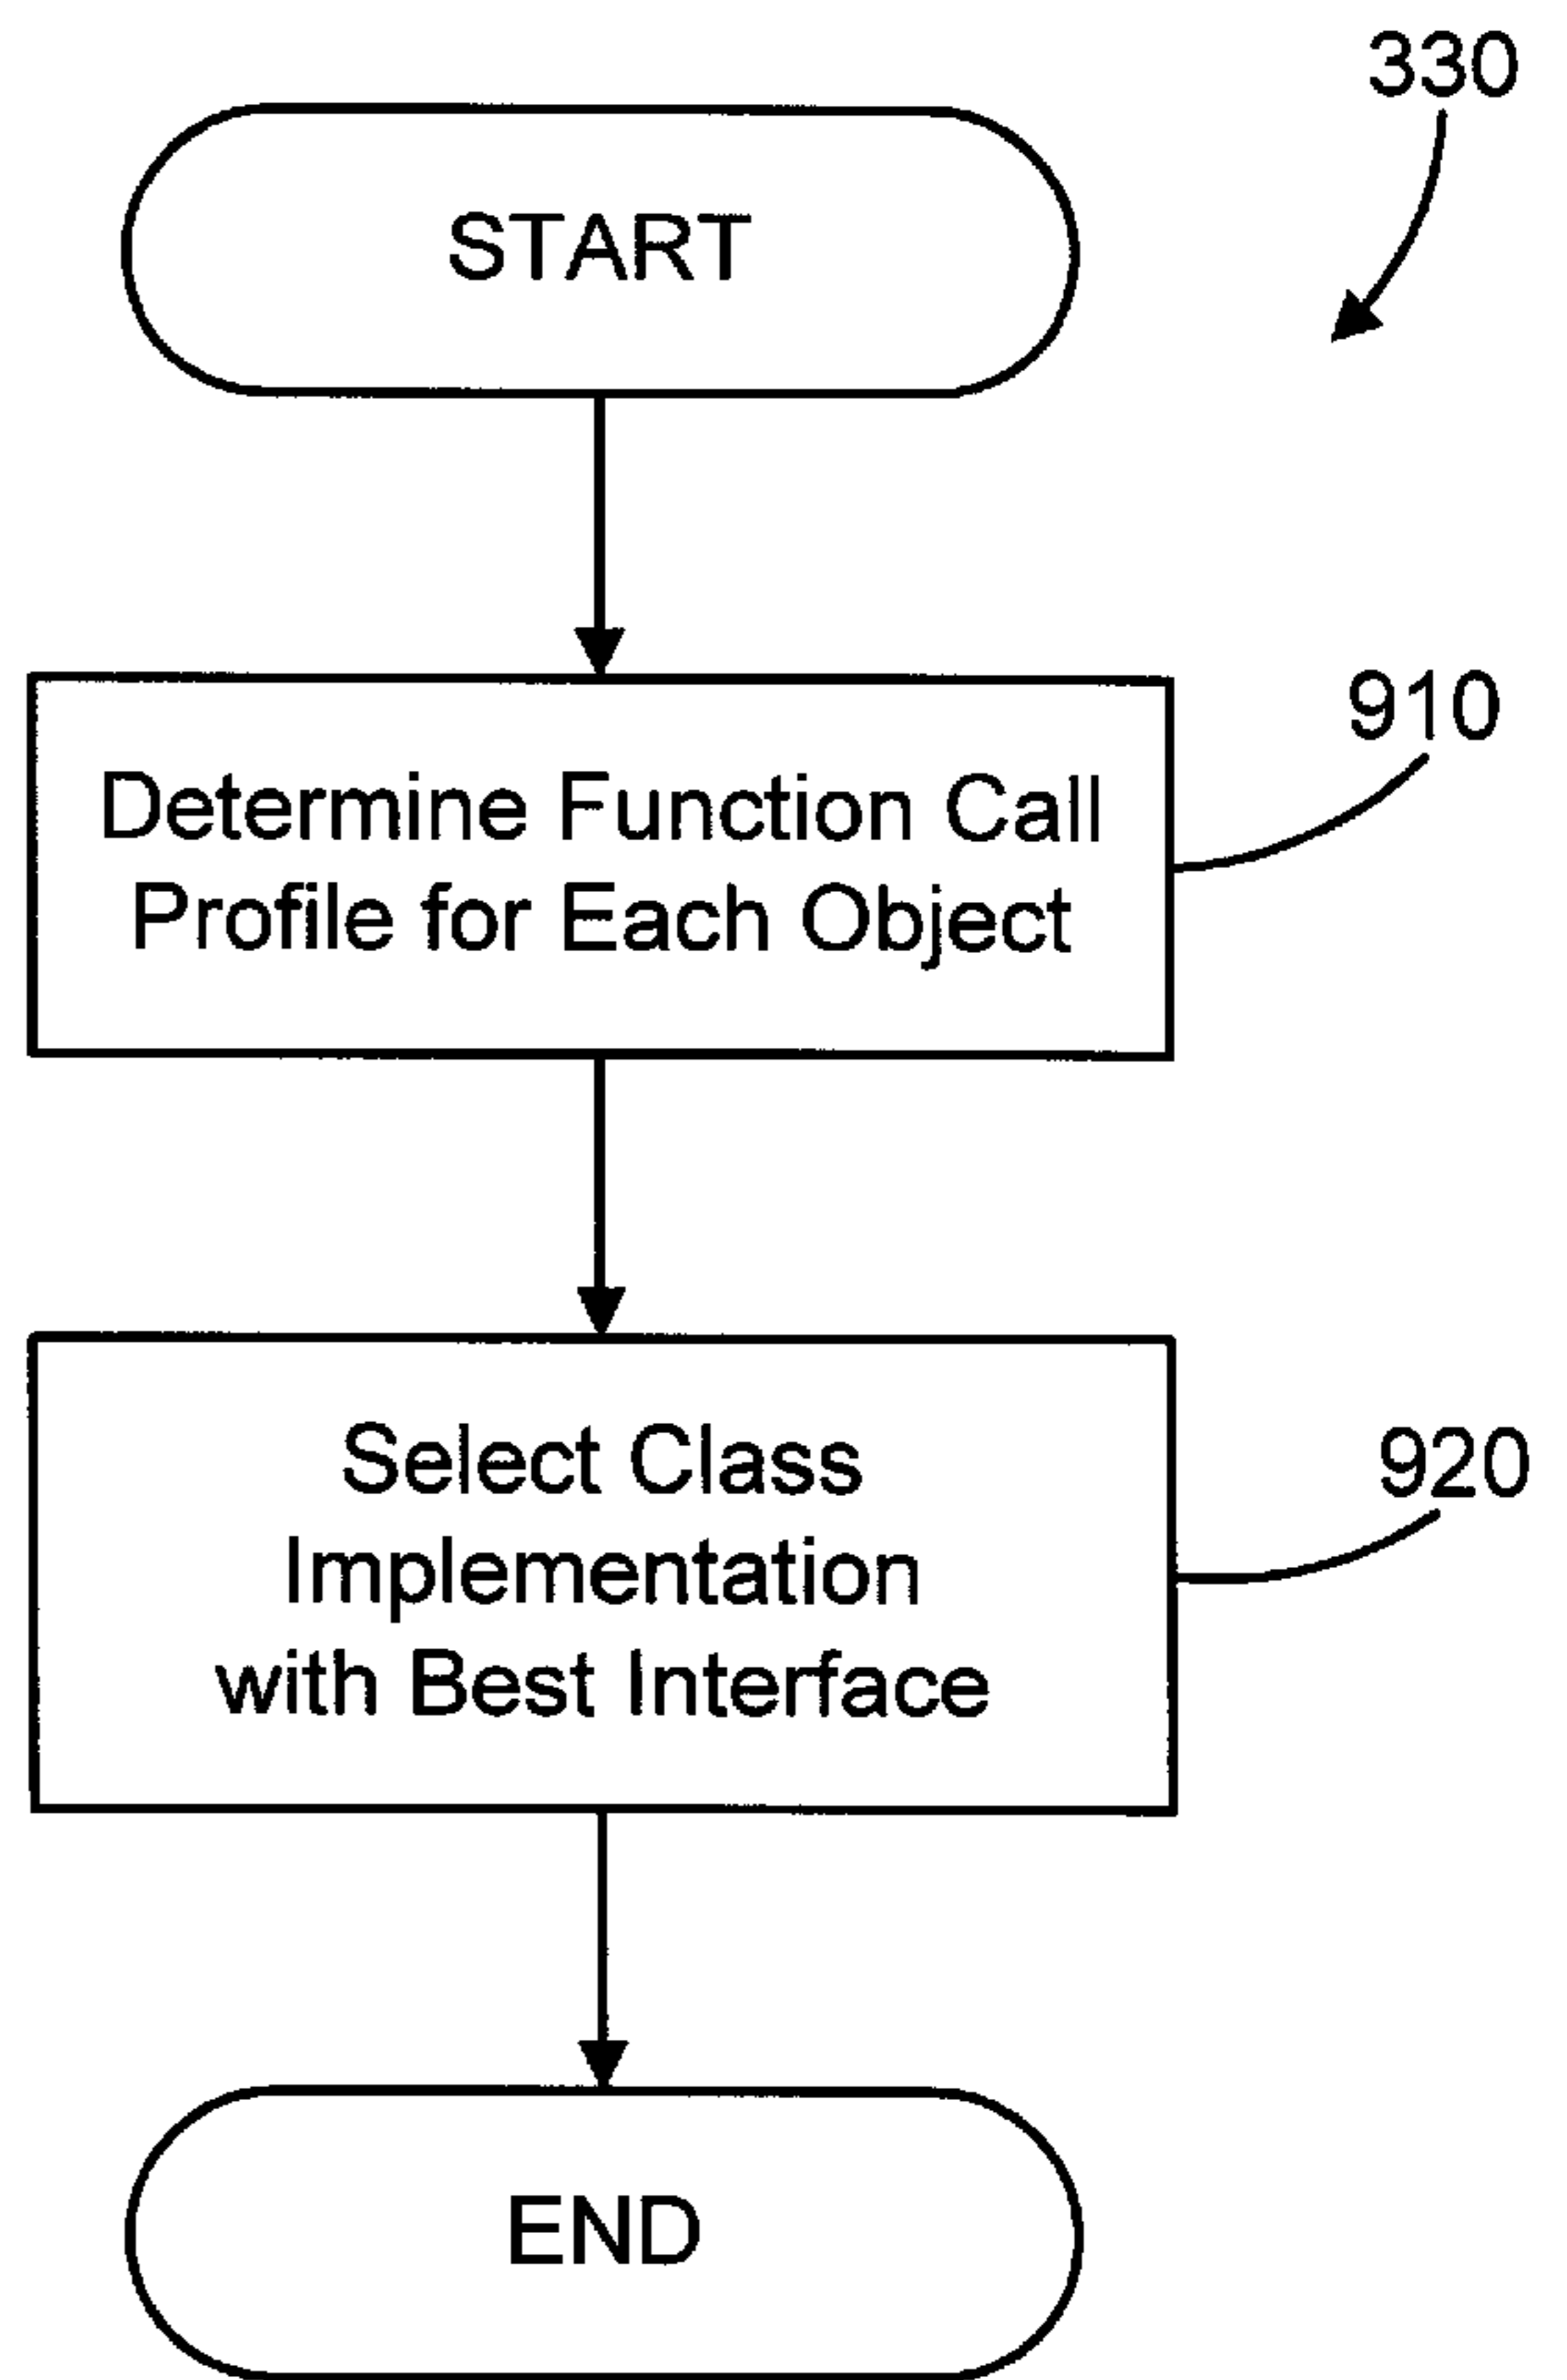 330
START
910
Determine Function Call
Profile for Each Object
920
Select Class
Implementation
with Best Interface
END